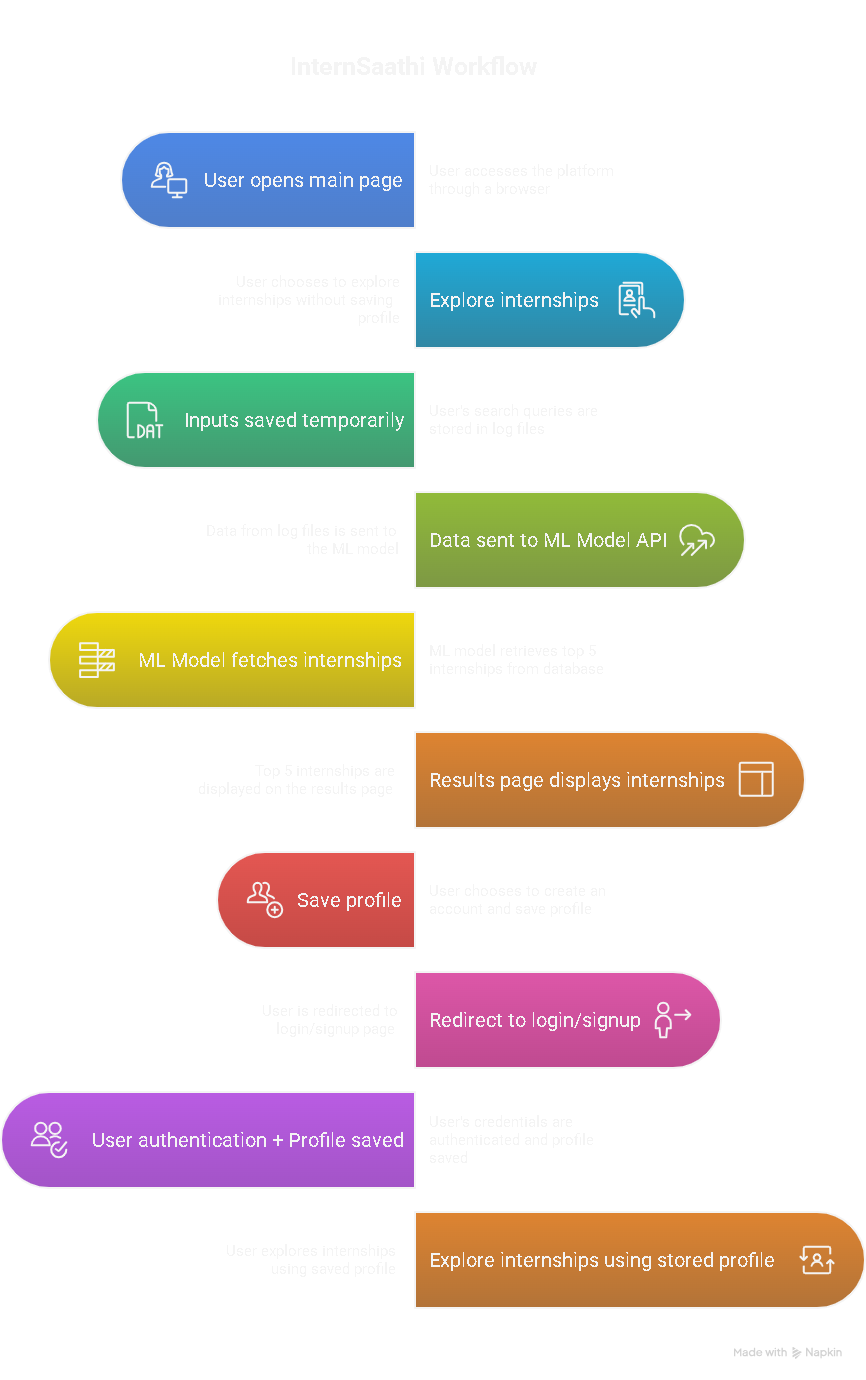 InternSaathi Workflow
User opens main page
User accesses the platform
through a browser
User chooses to explore
internships without saving
profile
Explore internships
DAT
Inputs saved temporarily
User's search queries are
stored in log files
Data from log files is sent to
the ML model
Data sent to ML Model API
ML Model fetches internships
ML model retrieves top 5
internships from database
Top 5 internships are
displayed on the results page
Results page displays internships
Save profile
User chooses to create an
account and save profile
User is redirected to
login/signup page
Redirect to login/signup
User authentication + Profile saved
User's credentials are
authenticated and profile
saved
User explores internships
using saved profile
Explore internships using stored profile
Made with Napkin